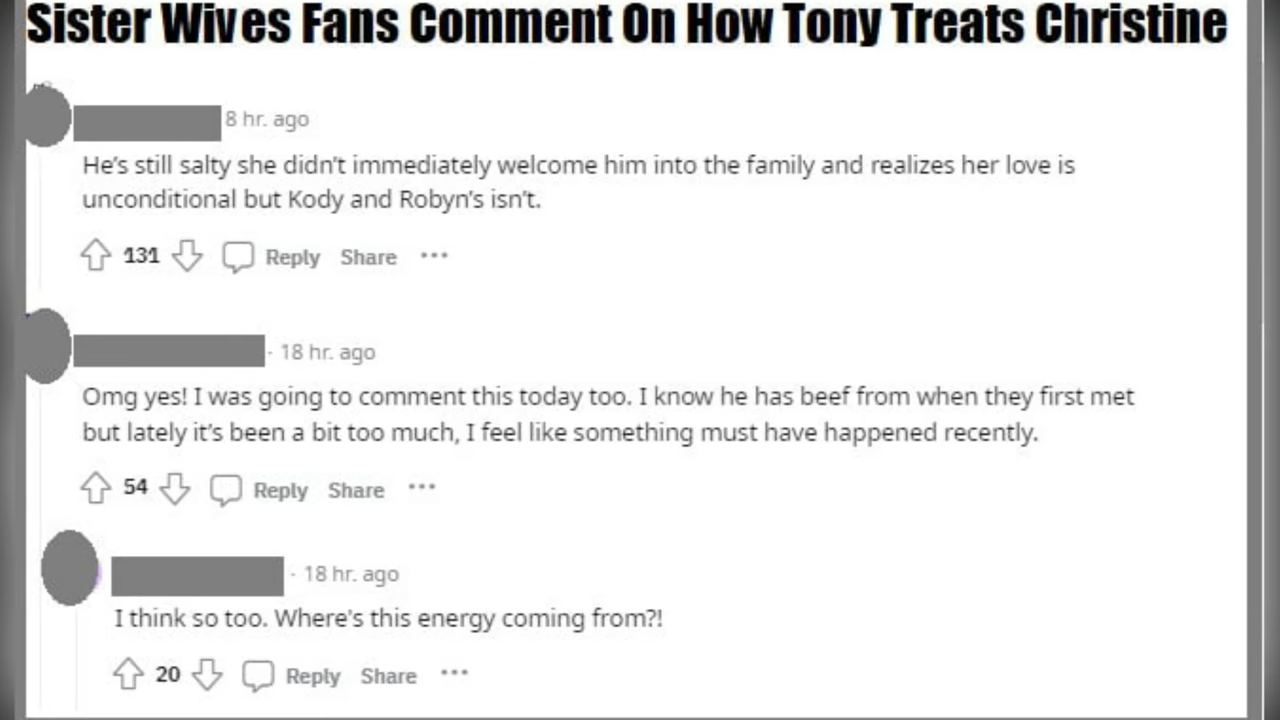 Sister Wives Fans Comment On How Tony Treats Christine
8 hr. ago
He's still salty she didn't immediately welcome him into the family and realizes her love is
unconditional but Kody and Robyn's isn't.
131 Reply Share ...
· 18 hr. ago
Omg yes! I was going to comment this today too. I know he has beef from when they first met
but lately it's been a bit too much, I feel like something must have happened recently.
54 Reply Share ...
· 18 hr. ago
I think so too. Where's this energy coming from?!
20 Reply Share ...